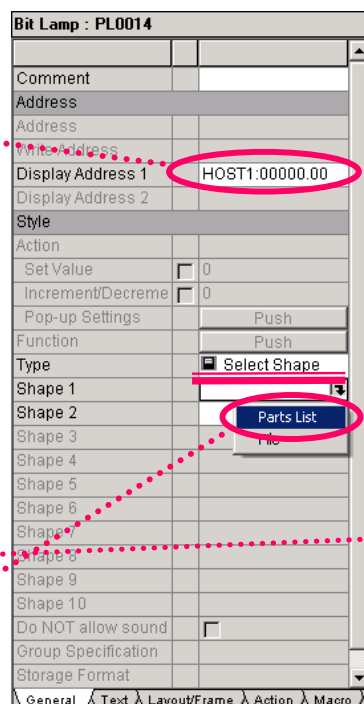 Bit Lamp : PL0014
Comment
Address
Address
Write Address
Display Address 1 HOST1:00000.00
Display Address 2
Style
Action
Set Value 0
Increment/Decreme 0
Pop-up Settings Push
Function Push
Type Select Shape
Shape 1
Shape 2 Parts List
Shape 3 File
Shape 4
Shape 5
Shape 6
Shape 7
Shape 8
Shape 9
Shape 10
Do NOT allow sound
Group Specification
Storage Format
General Text Layout/Frame Action Macro